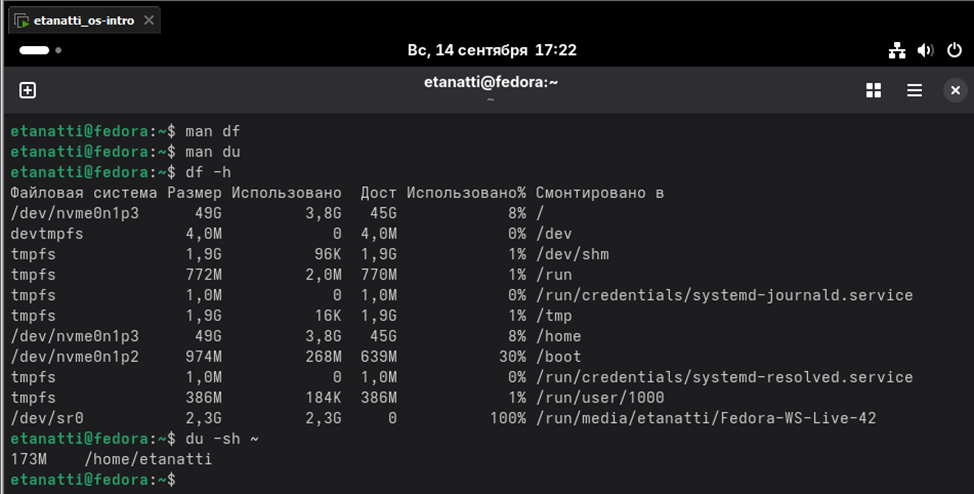 etanatti_os-intro
Вс, 14 сентября 17:22
etanatti@fedora:~
~
etanatti@fedora:~$ man df
etanatti@fedora:~$ man du
etanatti@fedora:~$ df -h
Файловая система Размер Использовано Дост Использовано% Смонтировано в
/dev/nvme0n1p3 49G 3,8G 45G 8% /
devtmpfs 4,0M 0 4,0M 0% /dev
tmpfs 1,9G 96K 1,9G 1% /dev/shm
tmpfs 772M 2,0M 770M 1% /run
tmpfs 1,0M 0 1,0M 0% /run/credentials/systemd-journald.service
tmpfs 1,9G 16K 1,9G 1% /tmp
/dev/nvme0n1p3 49G 3,8G 45G 8% /home
/dev/nvme0n1p2 974M 268M 639M 30% /boot
tmpfs 1,0M 0 1,0M 0% /run/credentials/systemd-resolved.service
tmpfs 386M 184K 386M 1% /run/user/1000
/dev/sr0 2,3G 2,3G 0 100% /run/media/etanatti/Fedora-WS-Live-42
etanatti@fedora:~$ du -sh ~
173M /home/etanatti
etanatti@fedora:~$